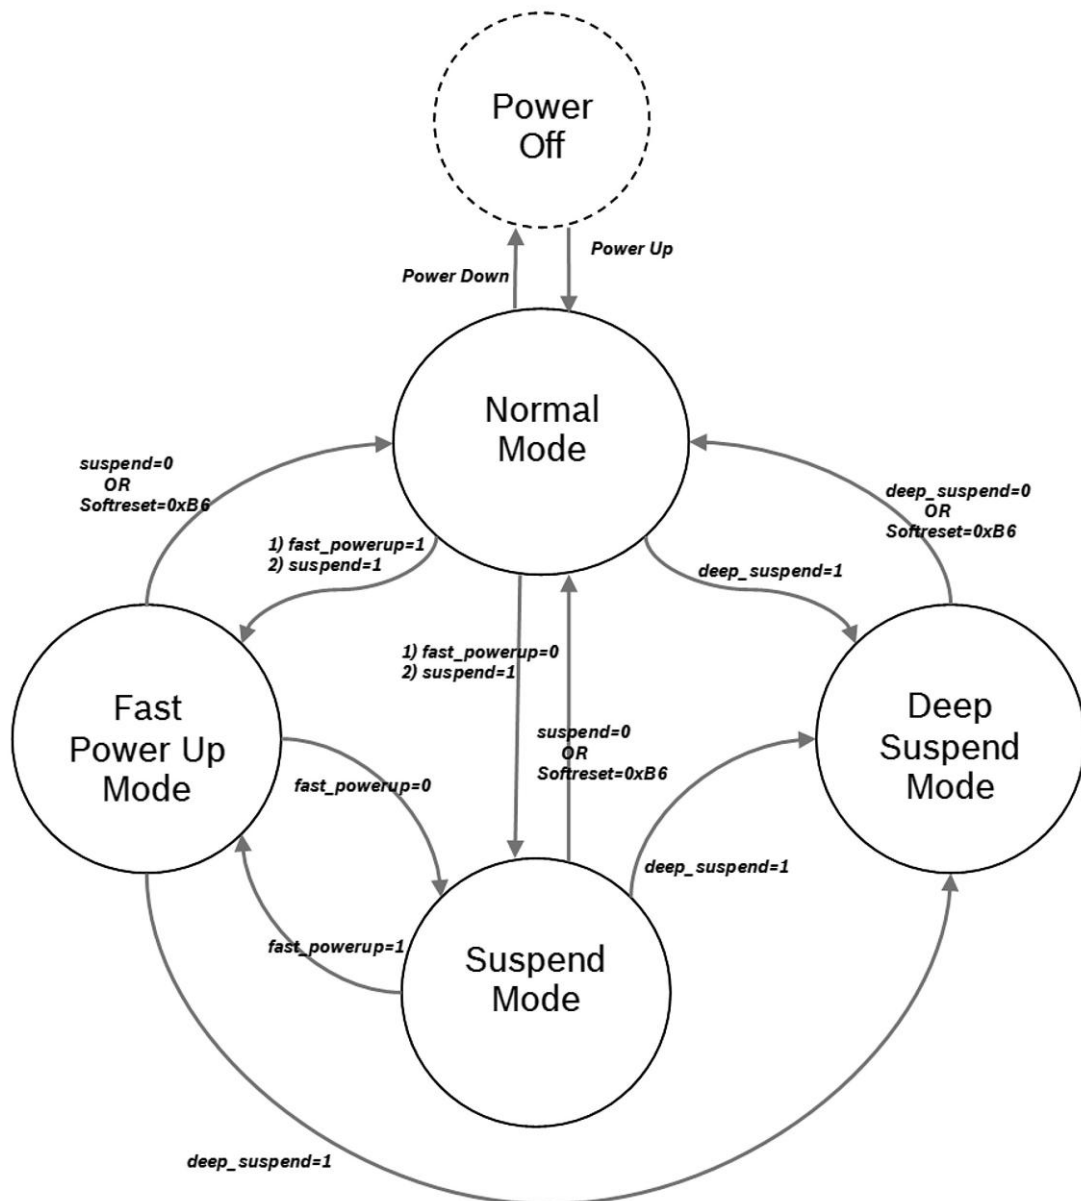 Power
Off
Power Up
Power Down
Normal
Mode
suspend=0
OR
Softreset=0xB6
deep_suspend=0
OR
Softreset=0xB6
1) fast_powerup=1
2) suspend=1
deep_suspend=1
1) fast_powerup=0
2) suspend=1
Fast
Power Up
Mode
Deep
Suspend
Mode
suspend=0
OR
Softreset=0xB6
fast_powerup=0
deep_suspend=1
fast_powerup=1
Suspend
Mode
deep_suspend=1